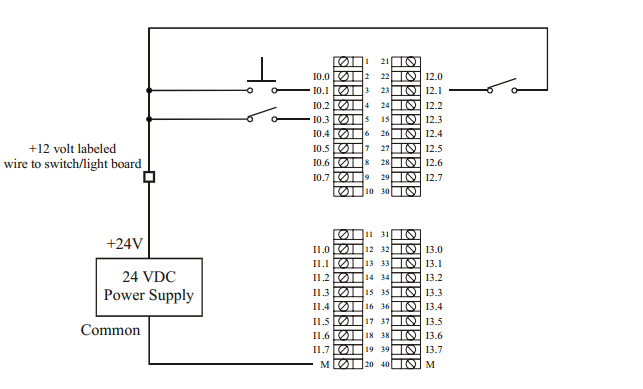 1 21
I0.0 2 22 I2.0
I0.1 3 23 I2.1
I0.2 4 24 I2.2
I0.3 5 15 I2.3
I0.4 6 26 I2.4
I0.5 7 27 I2.5
I0.6 8 28 I2.6
I0.7 9 29 I2.7
10 30
+12 volt labeled
wire to switch/light board
+24V
24 VDC
Power Supply
Common
11 31
I1.0 12 32 I3.0
I1.1 13 33 I3.1
I1.2 14 34 I3.2
I1.3 15 35 I3.3
I1.4 16 36 I3.4
I1.5 17 37 I3.5
I1.6 18 38 I3.6
I1.7 19 39 I3.7
M 20 40 M